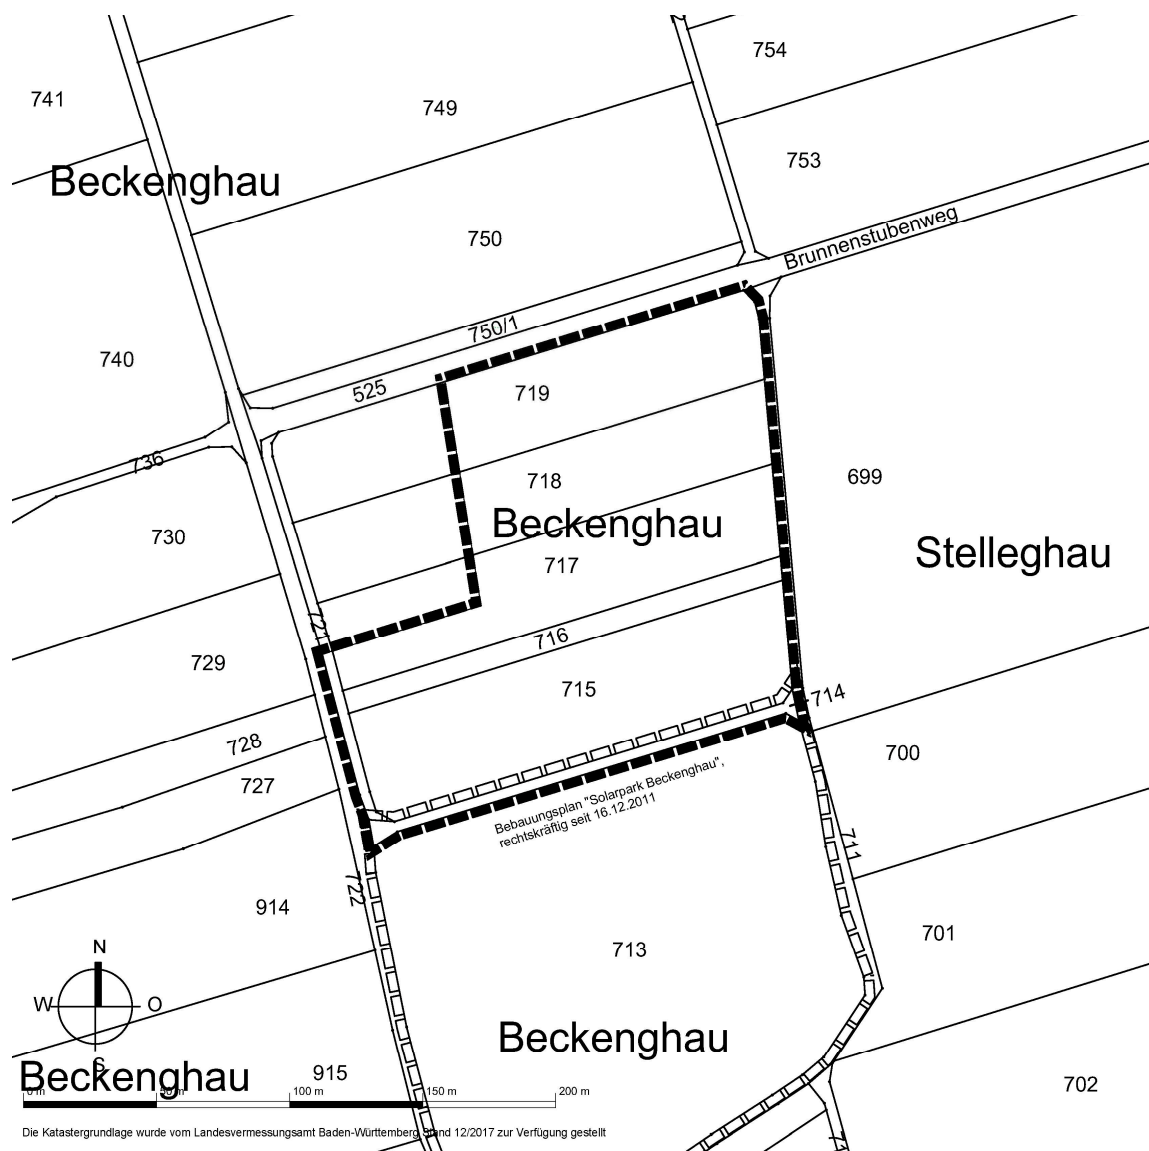 754
741
749
753
Beckenghau
750
Brunnenstubenweg
750/1
740
525
719
736
718
699
Beckenghau
730
Stelleghau
717
721
716
729
715
714
728
700
727
Bebauungsplan "Solarpark Beckenghau",
rechtskräftig seit 16.12.2011
711
722
914
701
713
N
W O
S
Beckenghau
Beckenghau
915
702
0 m 50 m 100 m 150 m 200 m
Die Katastergrundlage wurde vom Landesvermessungsamt Baden-Württemberg Stand 12/2017 zur Verfügung gestellt